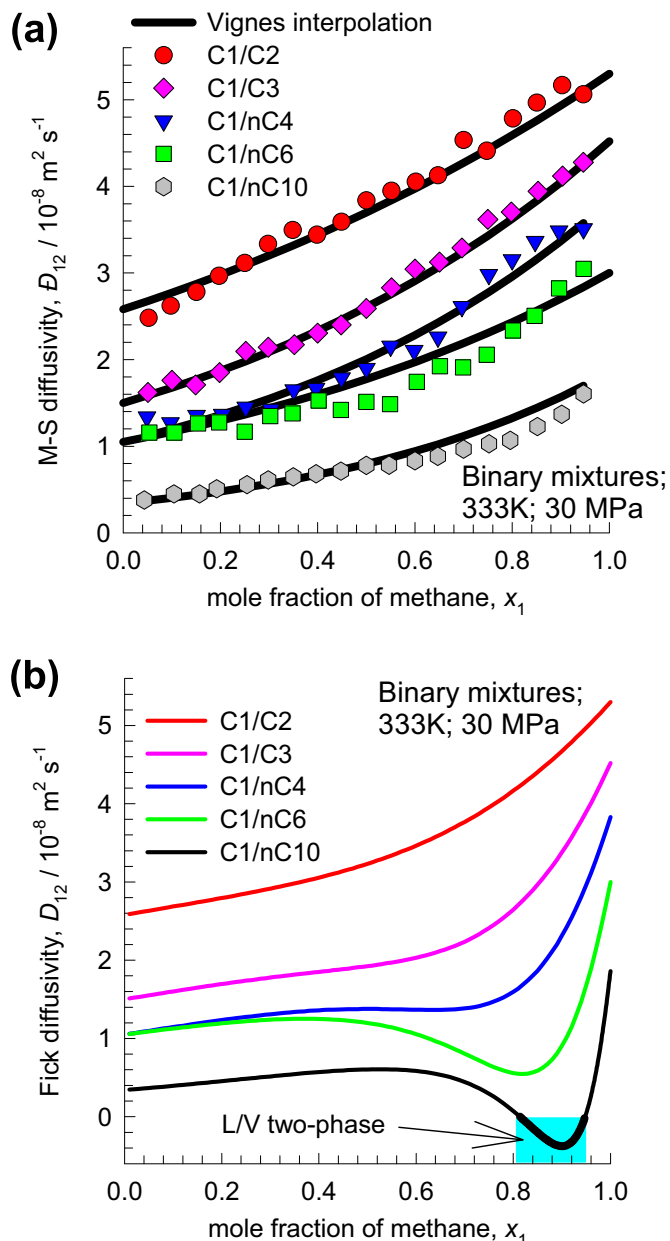 (a)
Vignes interpolation
C1/C2
C1/C3
C1/nC4
C1/nC6
C1/nC10
M-S diffusivity, Đ12 / 10-8 m2 s-1
5
4
3
2
1
0
Binary mixtures;
333K; 30 MPa
0.0 0.2 0.4 0.6 0.8 1.0
mole fraction of methane, x1
(b)
Binary mixtures;
333K; 30 MPa
C1/C2
C1/C3
C1/nC4
C1/nC6
C1/nC10
Fick diffusivity, D12 / 10-8 m2 s-1
5
4
3
2
1
0
L/V two-phase
0.0 0.2 0.4 0.6 0.8 1.0
mole fraction of methane, x1